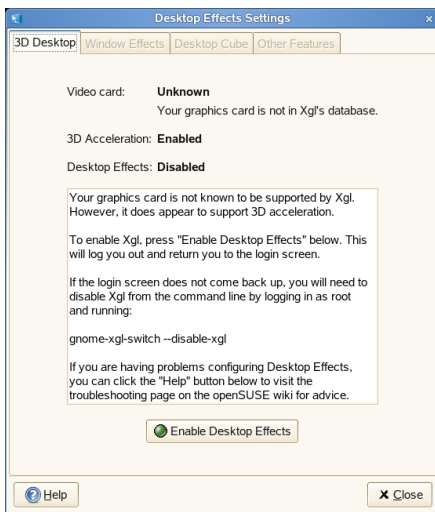 Desktop Effects Settings
3D Desktop Window Effects Desktop Cube Other Features
Video card: Unknown
Your graphics card is not in Xgl's database.
3D Acceleration: Enabled
Desktop Effects: Disabled
Your graphics card is not known to be supported by Xgl.
However, it does appear to support 3D acceleration.
To enable Xgl, press "Enable Desktop Effects" below. This
will log you out and return you to the login screen.
If the login screen does not come back up, you will need to
disable Xgl from the command line by logging in as root
and running:
gnome-xgl-switch --disable-xgl
If you are having problems configuring Desktop Effects,
you can click the "Help" button below to visit the
troubleshooting page on the openSUSE wiki for advice.
Enable Desktop Effects
Help
Close